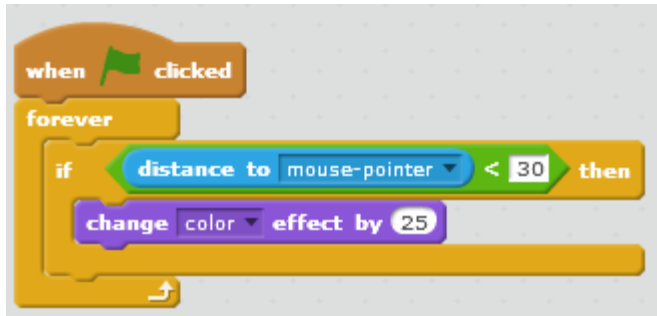 when clicked
forever
if distance to mouse-pointer < 30 then
change color effect by 25